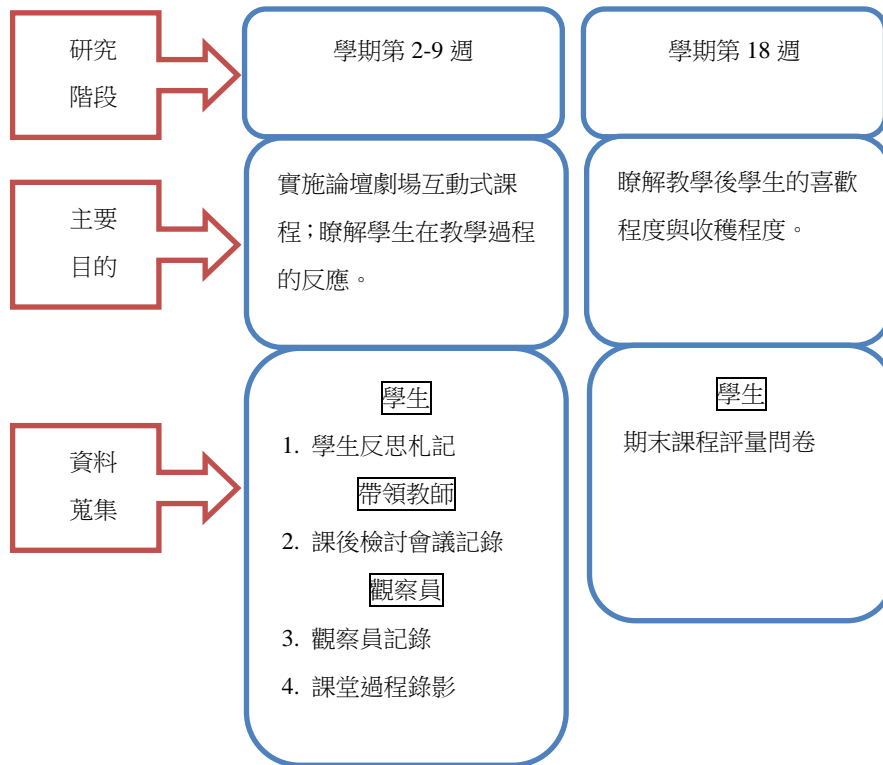 研究
階段
學期第 2-9 週
學期第 18 週
主要
目的
實施論壇劇場互動式課
程；瞭解學生在教學過程
的反應。
瞭解教學後學生的喜歡
程度與收穫程度。
資料
蒐集
學生
1. 學生反思札記
帶領教師
2. 課後檢討會議記錄
觀察員
3. 觀察員記錄
4. 課堂過程錄影
學生
期末課程評量問卷